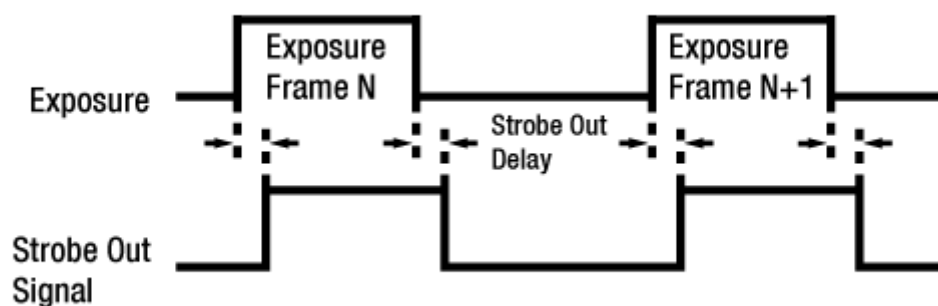 Exposure
Frame N
Exposure
Frame N+1
Exposure
Strobe Out
Delay
Strobe Out
Signal